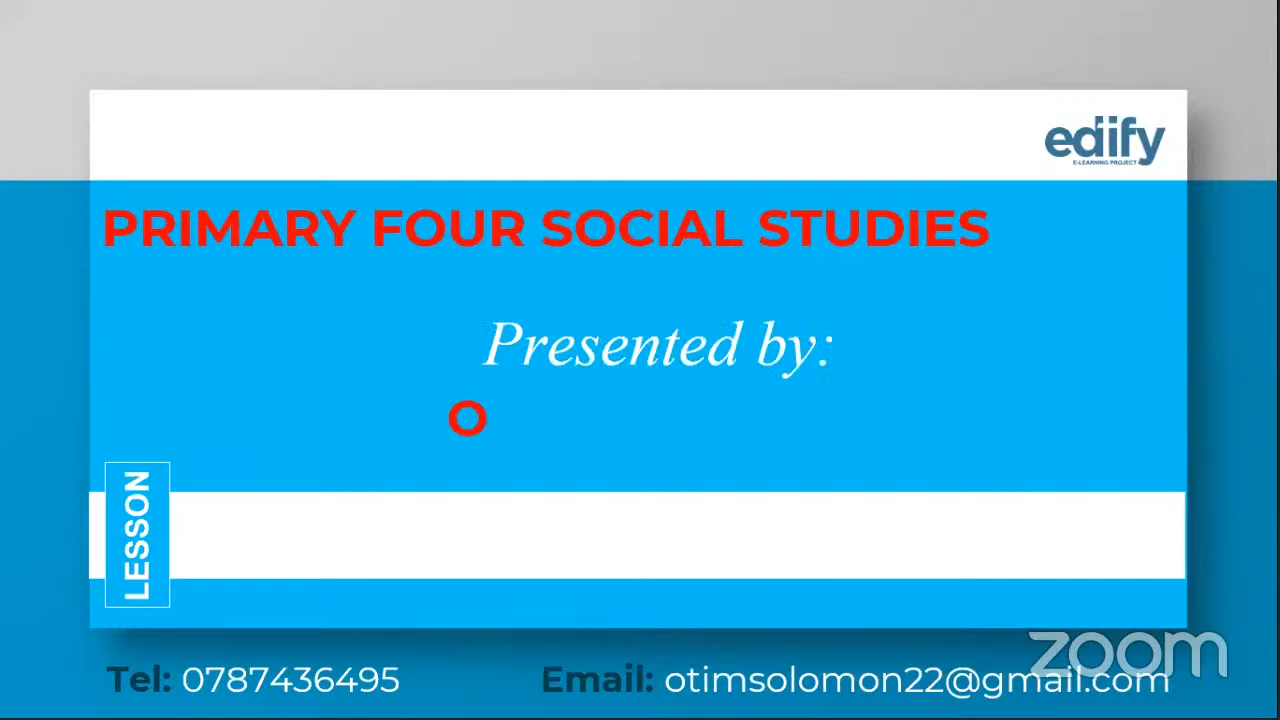 edify
E-LEARNING PROJECT
PRIMARY FOUR SOCIAL STUDIES
Presented by:
O
LESSON
zoom
Tel: 0787436495
Email: otimsolomon22@gmail.com